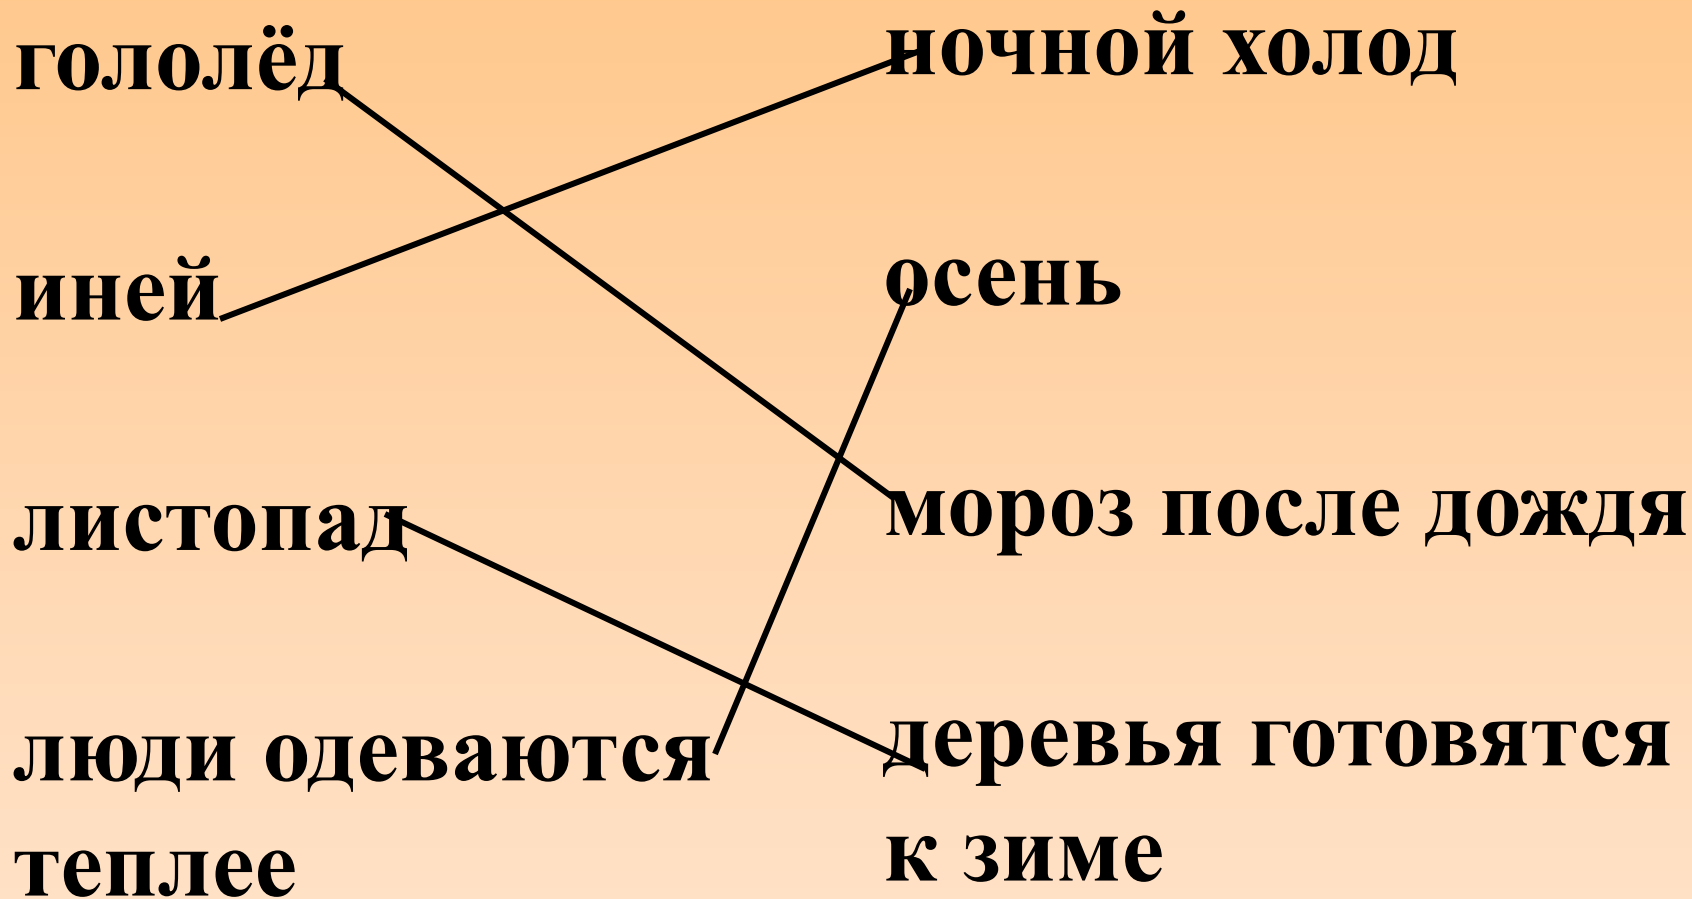 гололёд
ночной холод
иней
осень
листопад
мороз после дождя
люди одеваются
теплее
деревья готовятся
к зиме